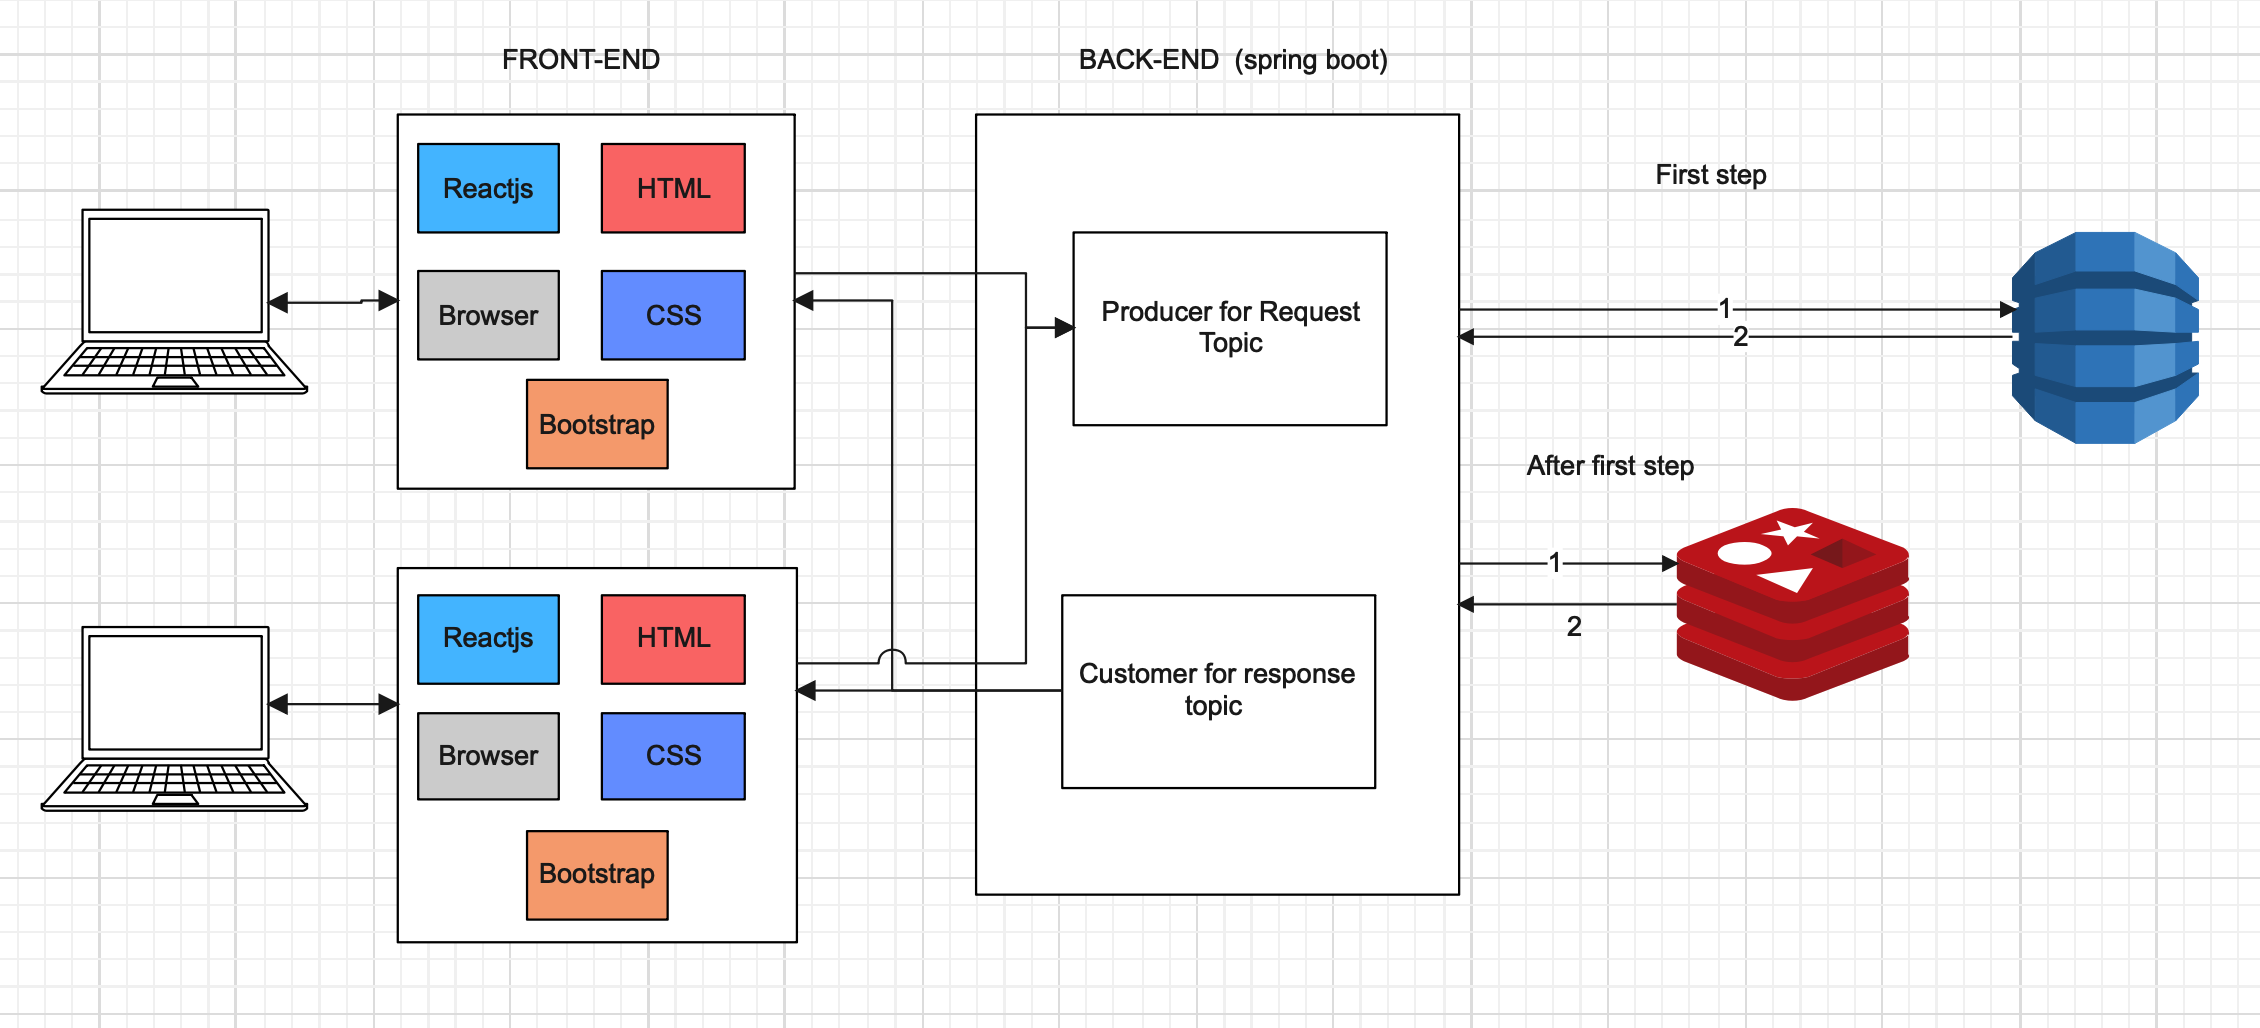 FRONT-END
BACK-END (spring boot)
First step
Reactjs
HTML
Browser
CSS
Bootstrap
Producer for Request
Topic
1
2
After first step
1
2
Reactjs
HTML
Browser
CSS
Bootstrap
Customer for response
topic